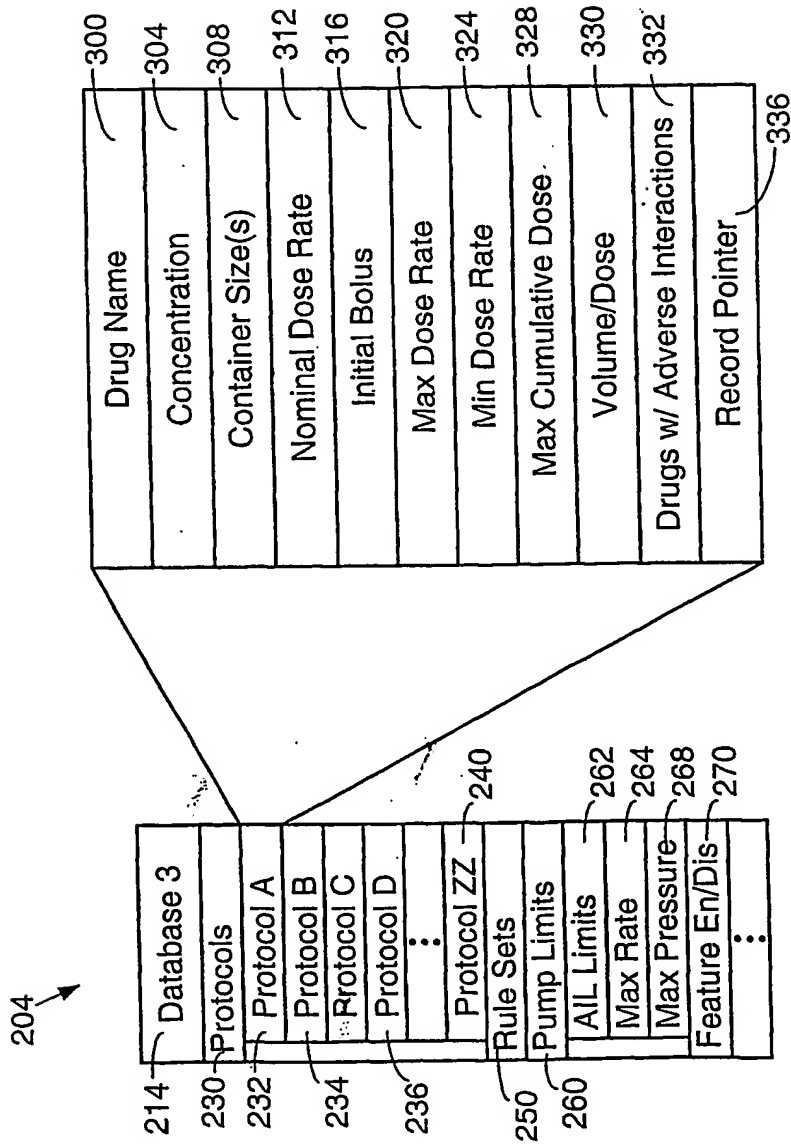 204
214 Database 3
230 Protocols
232 Protocol A
234 Protocol B
Protocol C
236 Protocol D
Protocol ZZ 240
250 Rule Sets
260 Pump Limits
AIL Limits 262
Max Rate 264
Max Pressure 268
Feature En/Dis 270
Drug Name 300
Concentration 304
Container Size(s) 308
Nominal Dose Rate 312
Initial Bolus 316
Max Dose Rate 320
Min Dose Rate 324
Max Cumulative Dose 328
Volume/Dose 330
Drugs w/ Adverse Interactions 332
Record Pointer 336